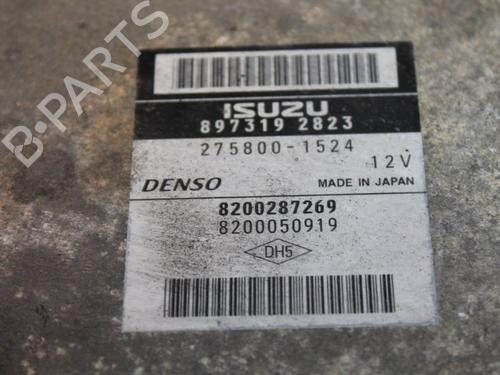 B-PARTS
ISUZU
897319 2823
275800-1524
12V
DENSO
MADE IN JAPAN
8200287269
8200050919
DH5